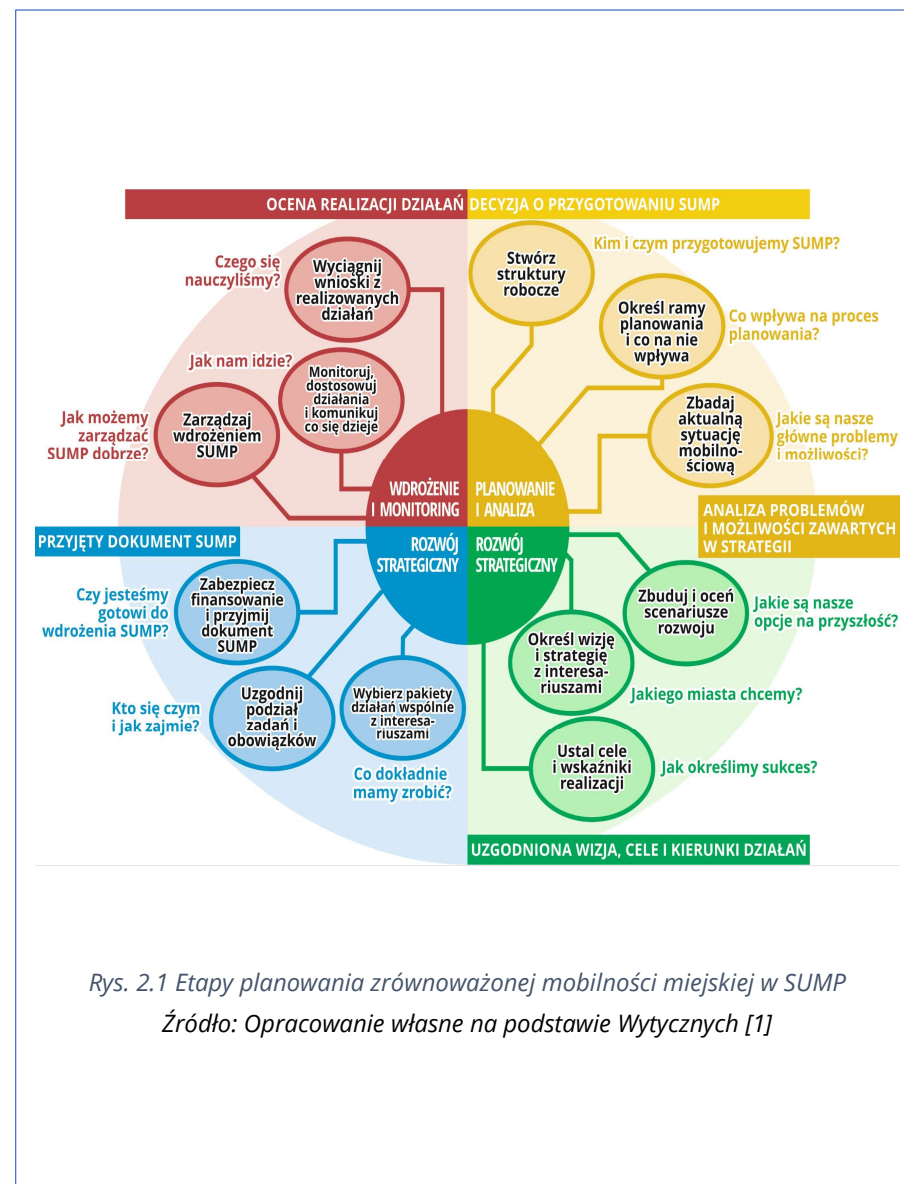 OCENA REALIZACJI DZIAŁAŃ
DECYZJA O PRZYGOTOWANIU SUMP
Kim i czym przygotowujemy SUMP?
Stwórz
struktury
robocze
Określ ramy
planowania
i co na nie
wpływa
Co wpływa na proces
planowania?
Zbadaj
aktualną
sytuację
mobilno-
ściową
Jakie są nasze
główne problemy
i możliwości?
PLANOWANIE
I ANALIZA
ANALIZA PROBLEMÓW
I MOŻLIWOŚCI ZAWARTYCH
W STRATEGII
ROZWÓJ
STRATEGICZNY
Zbuduj i oceń
scenariusze
rozwoju
Jakie są nasze
opcje na przyszłość?
Określ wizję
i strategię
z interesa-
riuszami
Jakiego miasta chcemy?
Ustal cele
i wskaźniki
realizacji
Jak określimy sukces?
UZGODNIONA WIZJA, CELE I KIERUNKI DZIAŁAŃ
ROZWÓJ
STRATEGICZNY
Wybierz pakiety
działań wspólnie
z interesa-
riuszami
Co dokładnie
mamy zrobić?
Uzgodnij
podział
zadań i
obowiązków
Kto się czym
i jak zajmie?
Zabezpiecz
finansowanie
i przyjmij
dokument
SUMP
Czy jesteśmy
gotowi do
wdrożenia SUMP?
PRZYJĘTY DOKUMENT SUMP
WDROŻENIE
I MONITORING
Zarządzaj
wdrożeniem
SUMP
Jak możemy
zarządzać
SUMP dobrze?
Monitoruj,
dostosowuj
działania
i komunikuj
co się dzieje
Jak nam idzie?
Wyciągnij
wnioski z
realizowanych
działań
Czego się
nauczyliśmy?
Rys. 2.1 Etapy planowania zrównoważonej mobilności miejskiej w SUMP
Źródło: Opracowanie własne na podstawie Wytycznych [1]